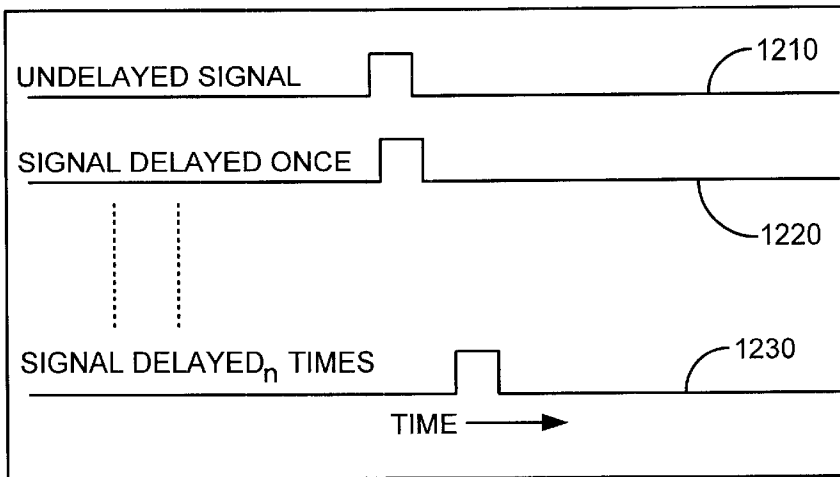 1210
UNDELAYED SIGNAL
SIGNAL DELAYED ONCE
1220
SIGNAL DELAYEDn TIMES
1230
TIME